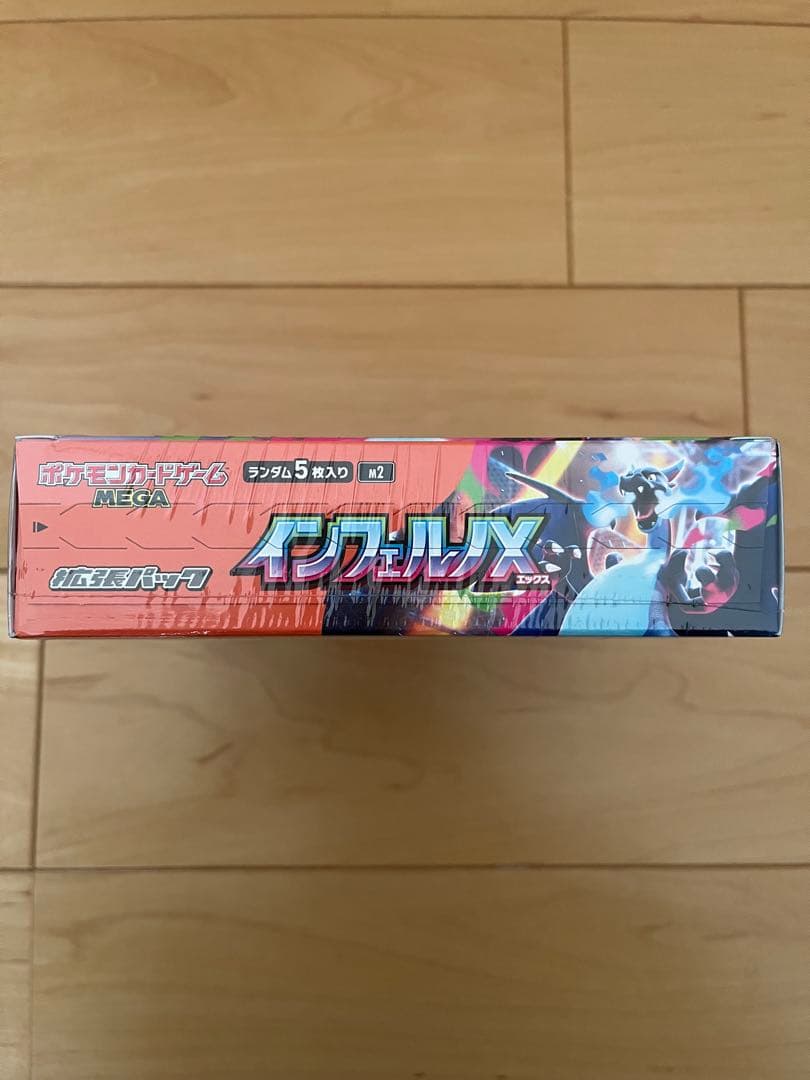 ポケモンカードゲーム
MEGA
ランダム5枚入り
M2
インフェルノX
エックス
拡張パック